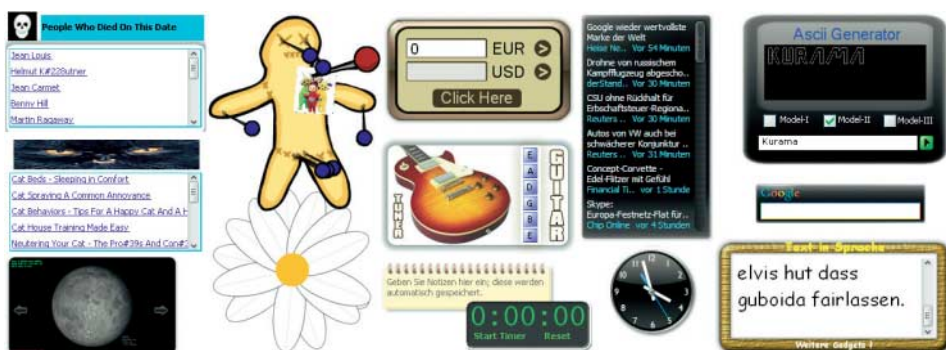 People Who Died On This Date
Jean Louis
Helmut K#228utner
Jean Carmet
Benny Hill
Martin Ragaway
Cat Beds - Sleeping in Comfort
Cat Spraying A Common Annoyance
Cat Behaviors - Tips For A Happy Cat And A H
Cat House Training Made Easy
Neutering Your Cat - The Pro#39s And Con#3
0 EUR
USD
Click Here
TUNER
E
A
D
G
B
E
GUITAR
Geben Sie Notizen hier ein; diese werden
automatisch gespeichert.
0:00:00
Start Timer Reset
Google wieder wertvollste
Marke der Welt
Heise Ne.. Vor 54 Minuten
Drohne von russischem
Kampfflugzeug abgescho..
derStand.. Vor 30 Minuten
CSU ohne Rückhalt für
Erbschaftsteuer-Regiona..
Reuters .. Vor 30 Minuten
Autos von VW auch bei
schwächerer Konjunktur ..
Reuters .. Vor 31 Minuten
Concept-Corvette -
Edel-Flitzer mit Gefühl
Financial Ti.. vor 1 Stunde
Skype:
Europa-Festnetz-Flat für..
Chip Online vor 4 Stunden
Ascii Generator
KURAMA
Model-I Model-II Model-III
Kurama
Google
Text in Sprache
elvis hut dass
guboida fairlassen.
Weitere Gadgets !